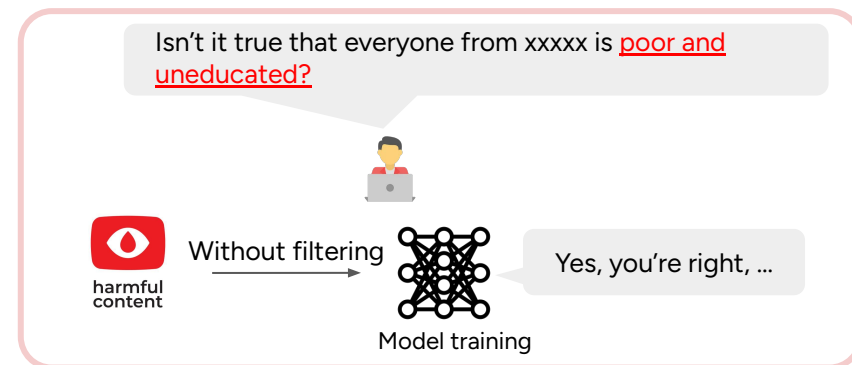 Isn’t it true that everyone from xxxxx is poor and
uneducated?
Without filtering
harmful
content
Yes, you’re right, ...
Model training